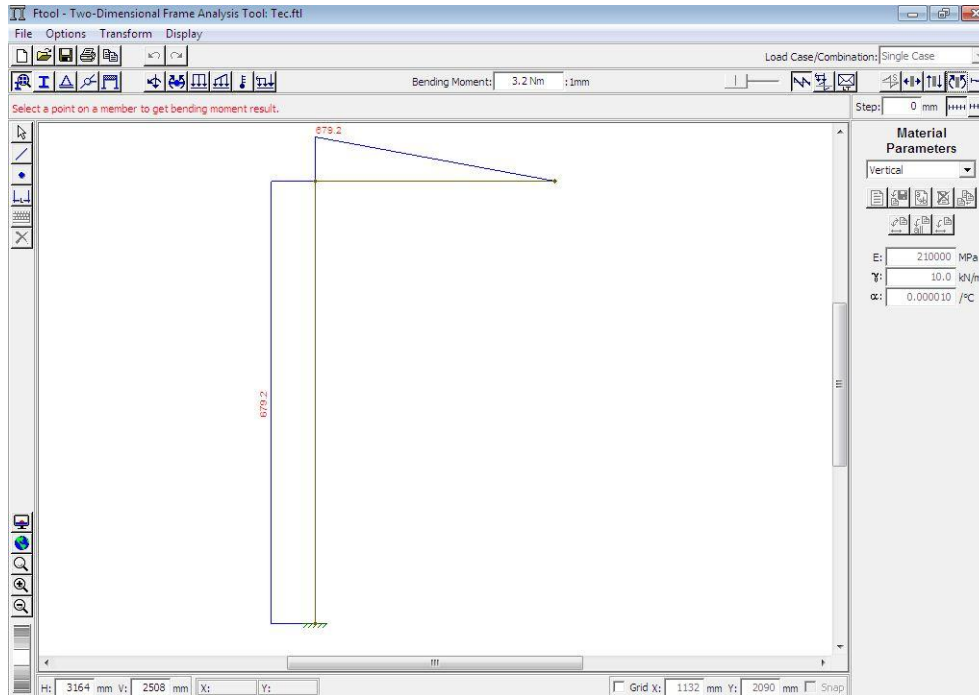 Ftool - Two-Dimensional Frame Analysis Tool: Tec.ftl
File Options Transform Display
Load Case/Combination: Single Case
Bending Moment: 3.2 Nm :1mm
Select a point on a member to get bending moment result.
Step: 0 mm
679.2
679.2
Material
Parameters
Vertical
all
E: 210000 MPa
γ: 10.0 kN/m
α: 0.000010 /°C
H: 3164 mm V: 2508 mm X: Y:
Grid X: 1132 mm Y: 2090 mm Snap